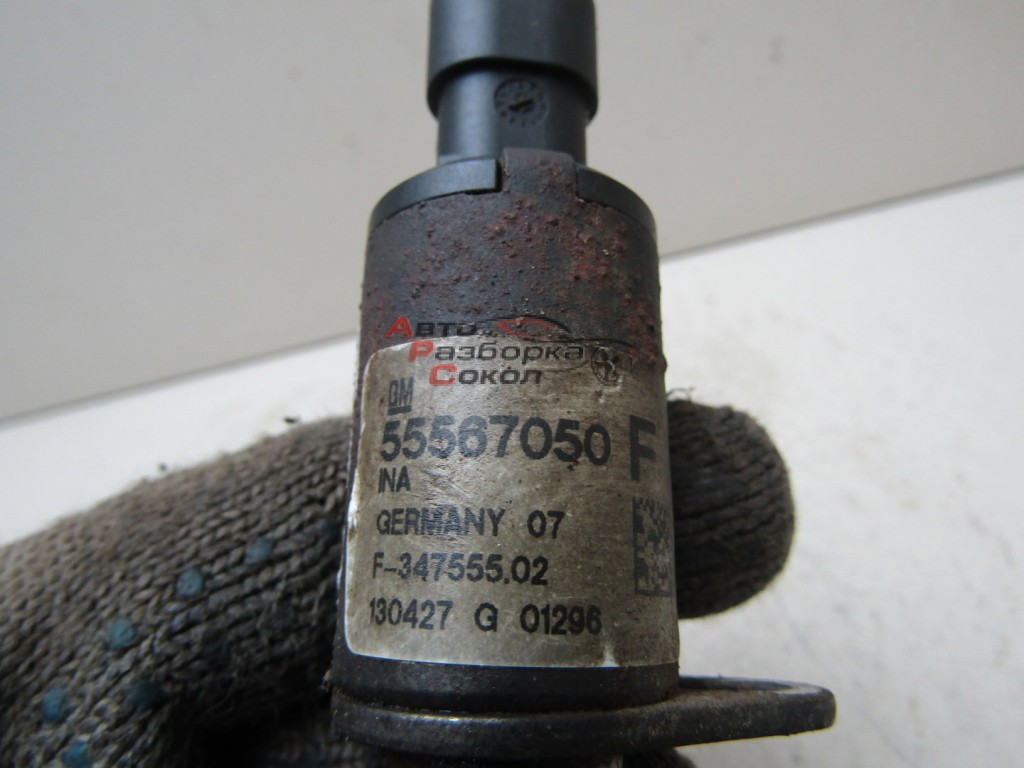 Авто
Разборка
Сокол
GM
55567050 F
INA
GERMANY 07
F-347555.02
130427 G 01296